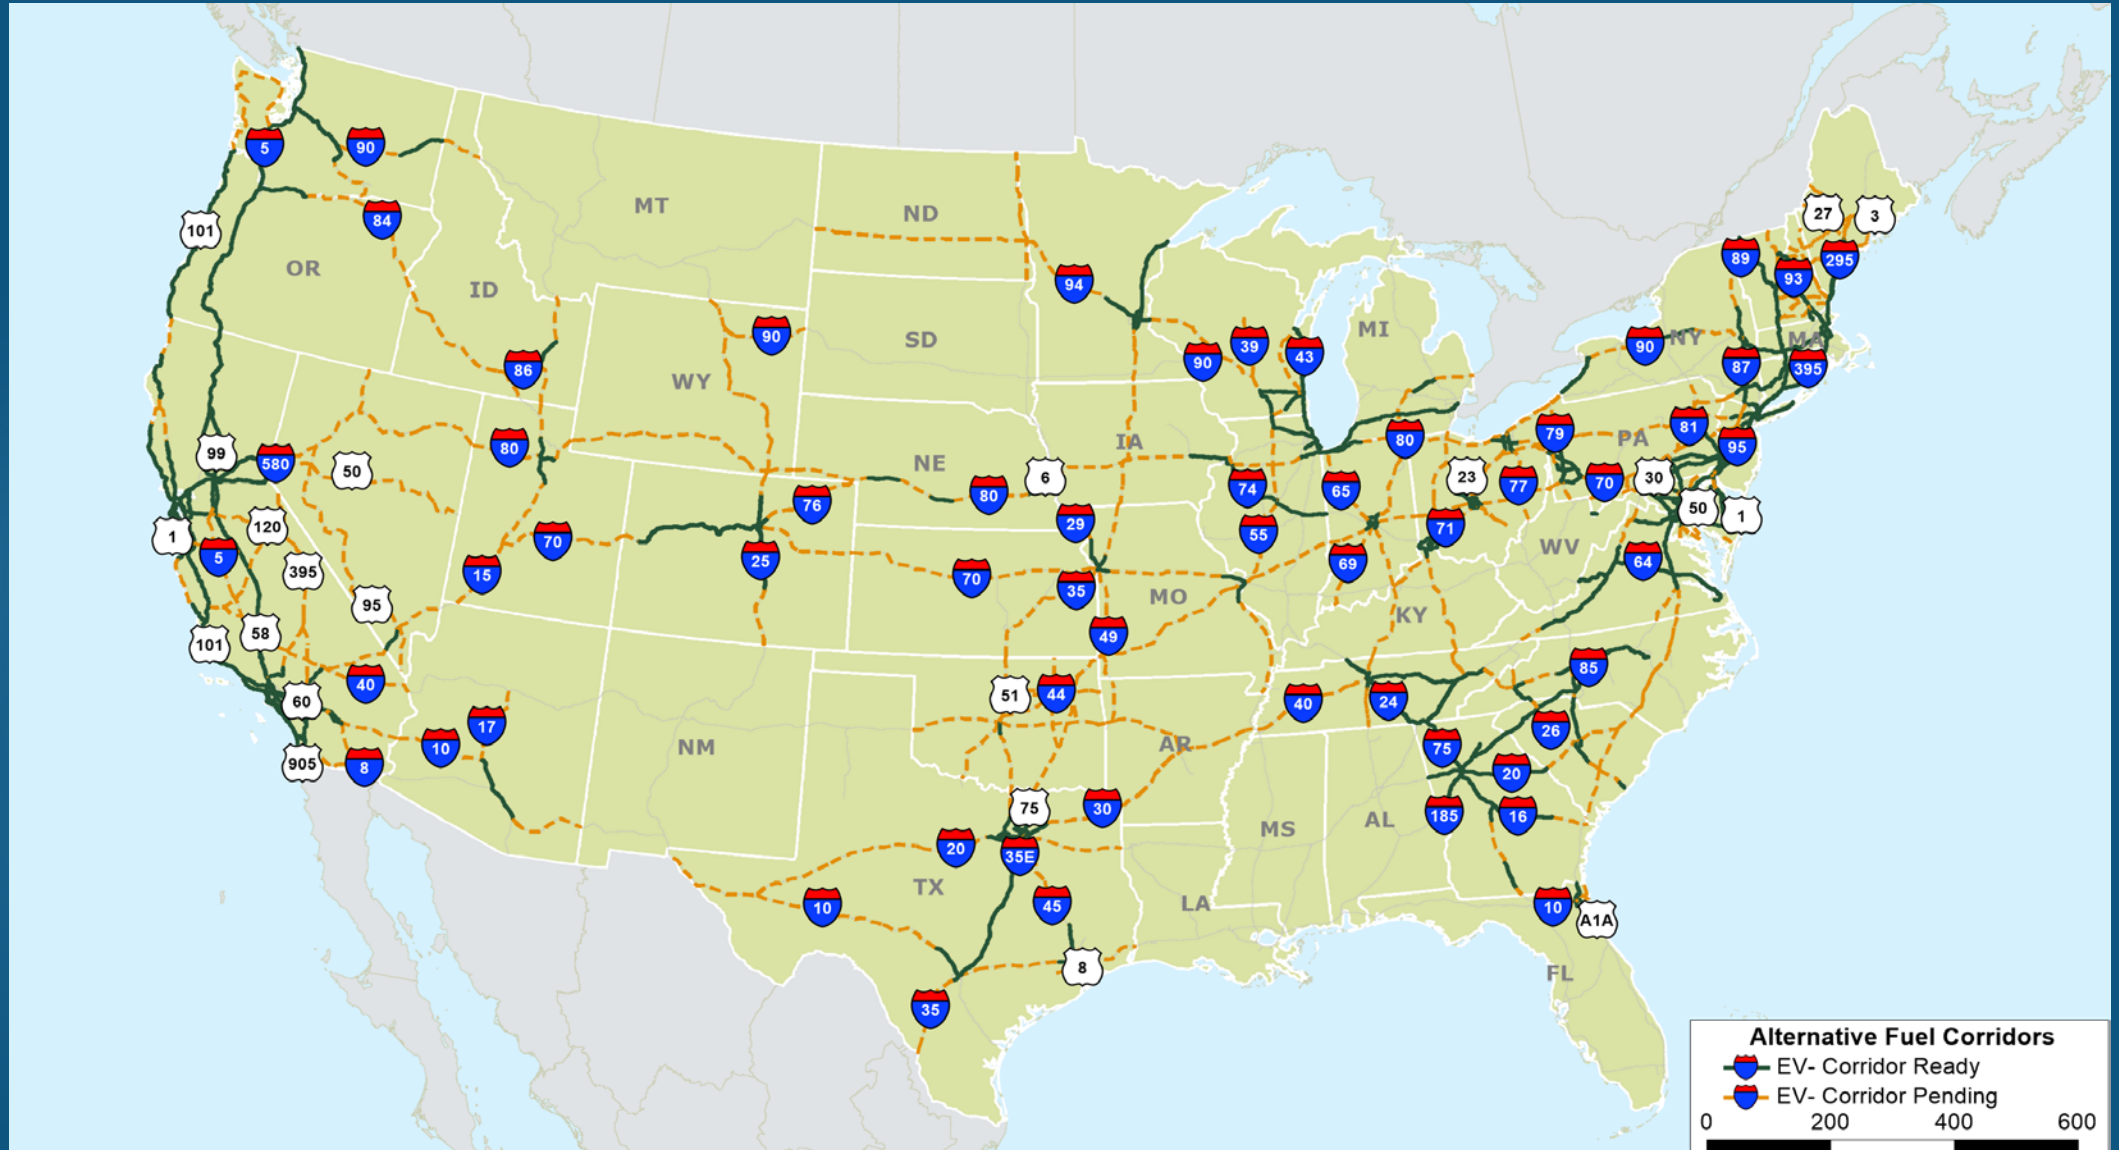 5
90
101
84
OR
ID
MT
ND
94
SD
86
WY
90
90
39
43
MI
27
3
89
93
295
90
NY
MA
87
395
99
580
50
80
NE
6
IA
80
79
PA
81
95
1
120
5
395
76
80
29
74
65
23
77
70
30
50
1
15
70
25
70
35
55
69
71
WV
64
95
101
58
MO
49
KY
40
60
905
8
10
17
NM
51
44
AR
40
24
85
75
26
20
185
16
75
30
20
35E
TX
MS
AL
10
45
LA
10
A1A
8
35
FL
Alternative Fuel Corridors
EV- Corridor Ready
EV- Corridor Pending
0 200 400 600